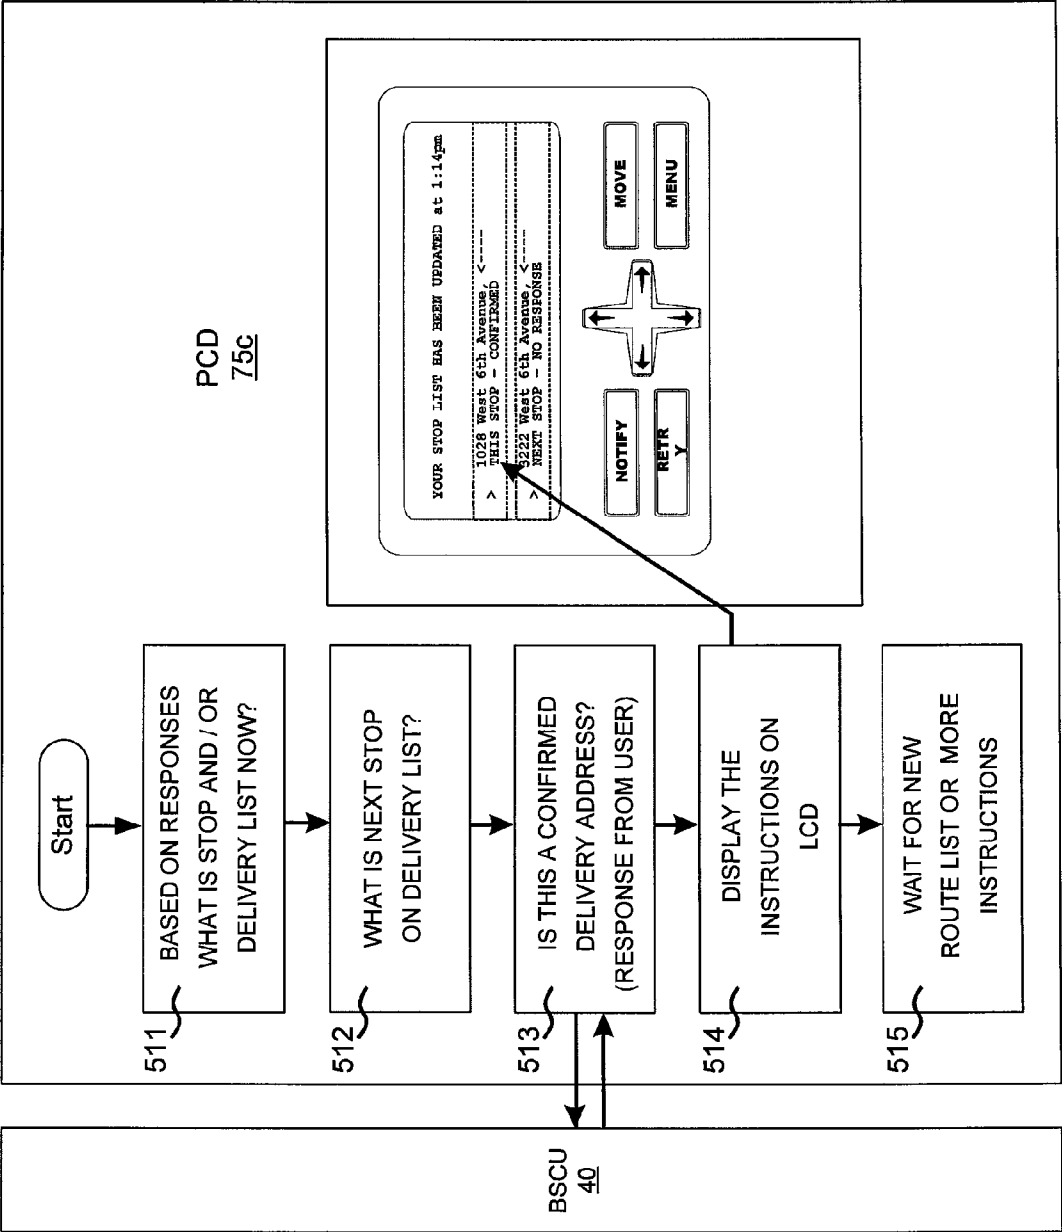 BSCU
40
Start
511
BASED ON RESPONSES
WHAT IS STOP AND / OR
DELIVERY LIST NOW?
512
WHAT IS NEXT STOP
ON DELIVERY LIST?
513
IS THIS A CONFIRMED
DELIVERY ADDRESS?
(RESPONSE FROM USER)
514
DISPLAY THE
INSTRUCTIONS ON
LCD
515
WAIT FOR NEW
ROUTE LIST OR MORE
INSTRUCTIONS
PCD
75c
YOUR STOP LIST HAS BEEN UPDATED at 1:14pm
> 1028 West 6th Avenue, <----
THIS STOP - CONFIRMED
> 3222 West 6th Avenue, <----
NEXT STOP - NO RESPONSE
NOTIFY
RETR
Y
MOVE
MENU